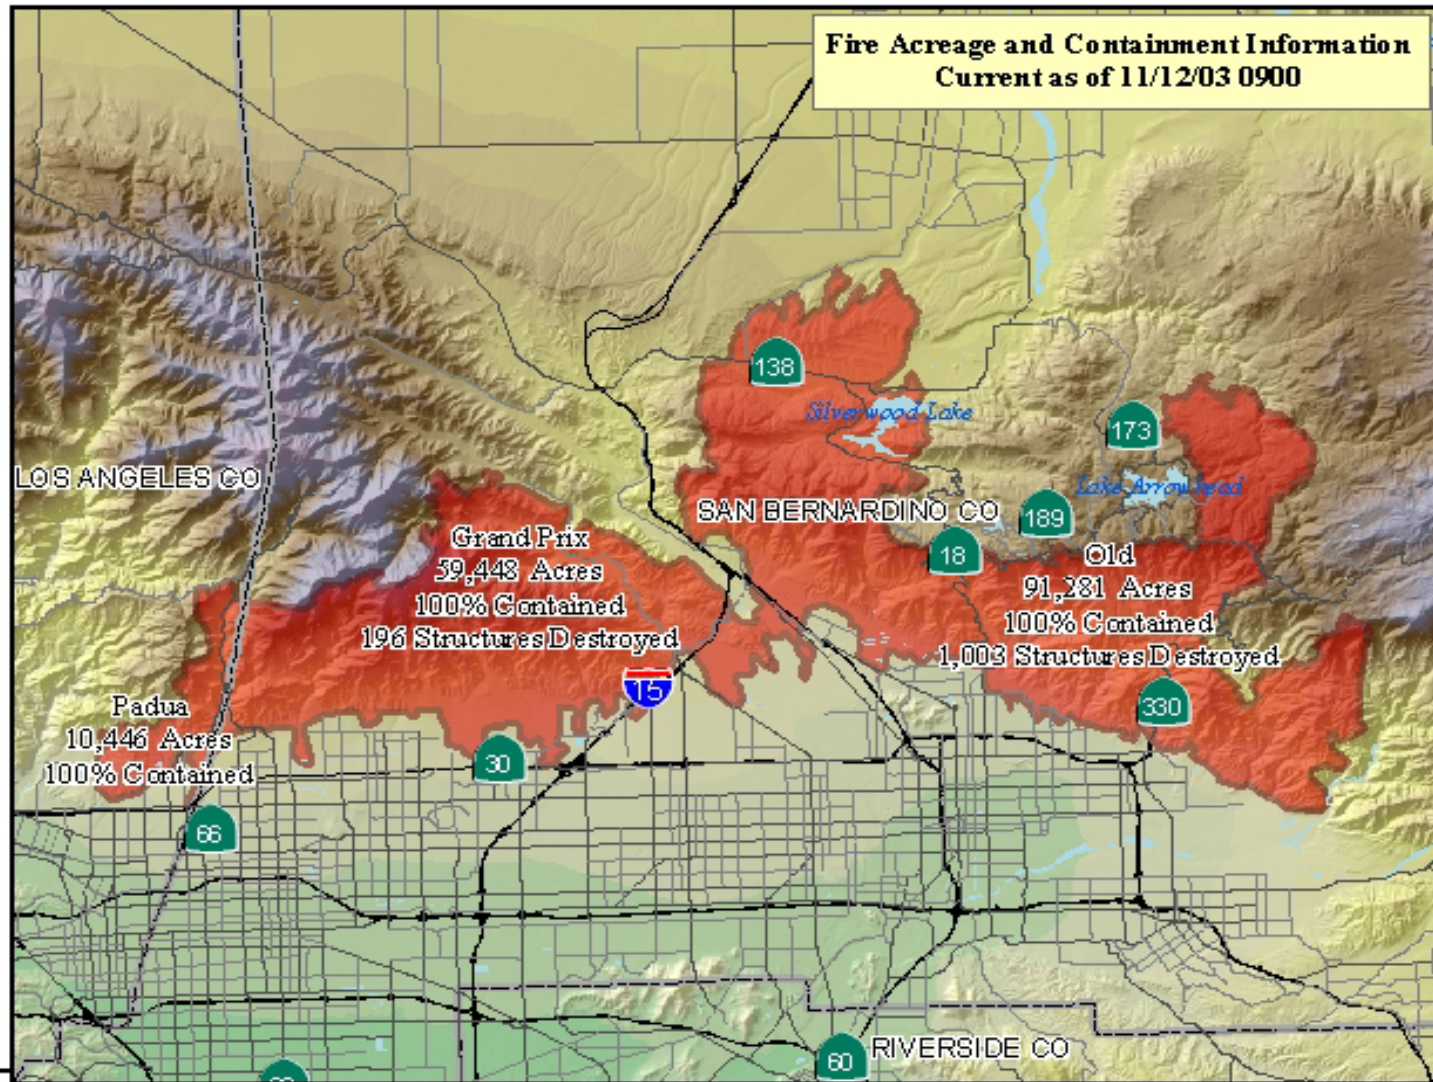 Fire Acreage and Containment Information
Current as of 11/12/03 0900
138
Silverwood Lake
173
LOS ANGELES CO
Lake Arrowhead
SAN BERNARDINO CO
189
18
Grand Prix
59,448 Acres
100% Contained
196 Structures Destroyed
Old
91,281 Acres
100% Contained
1,003 Structures Destroyed
15
330
Padua
10,446 Acres
100% Contained
30
66
60
RIVERSIDE CO